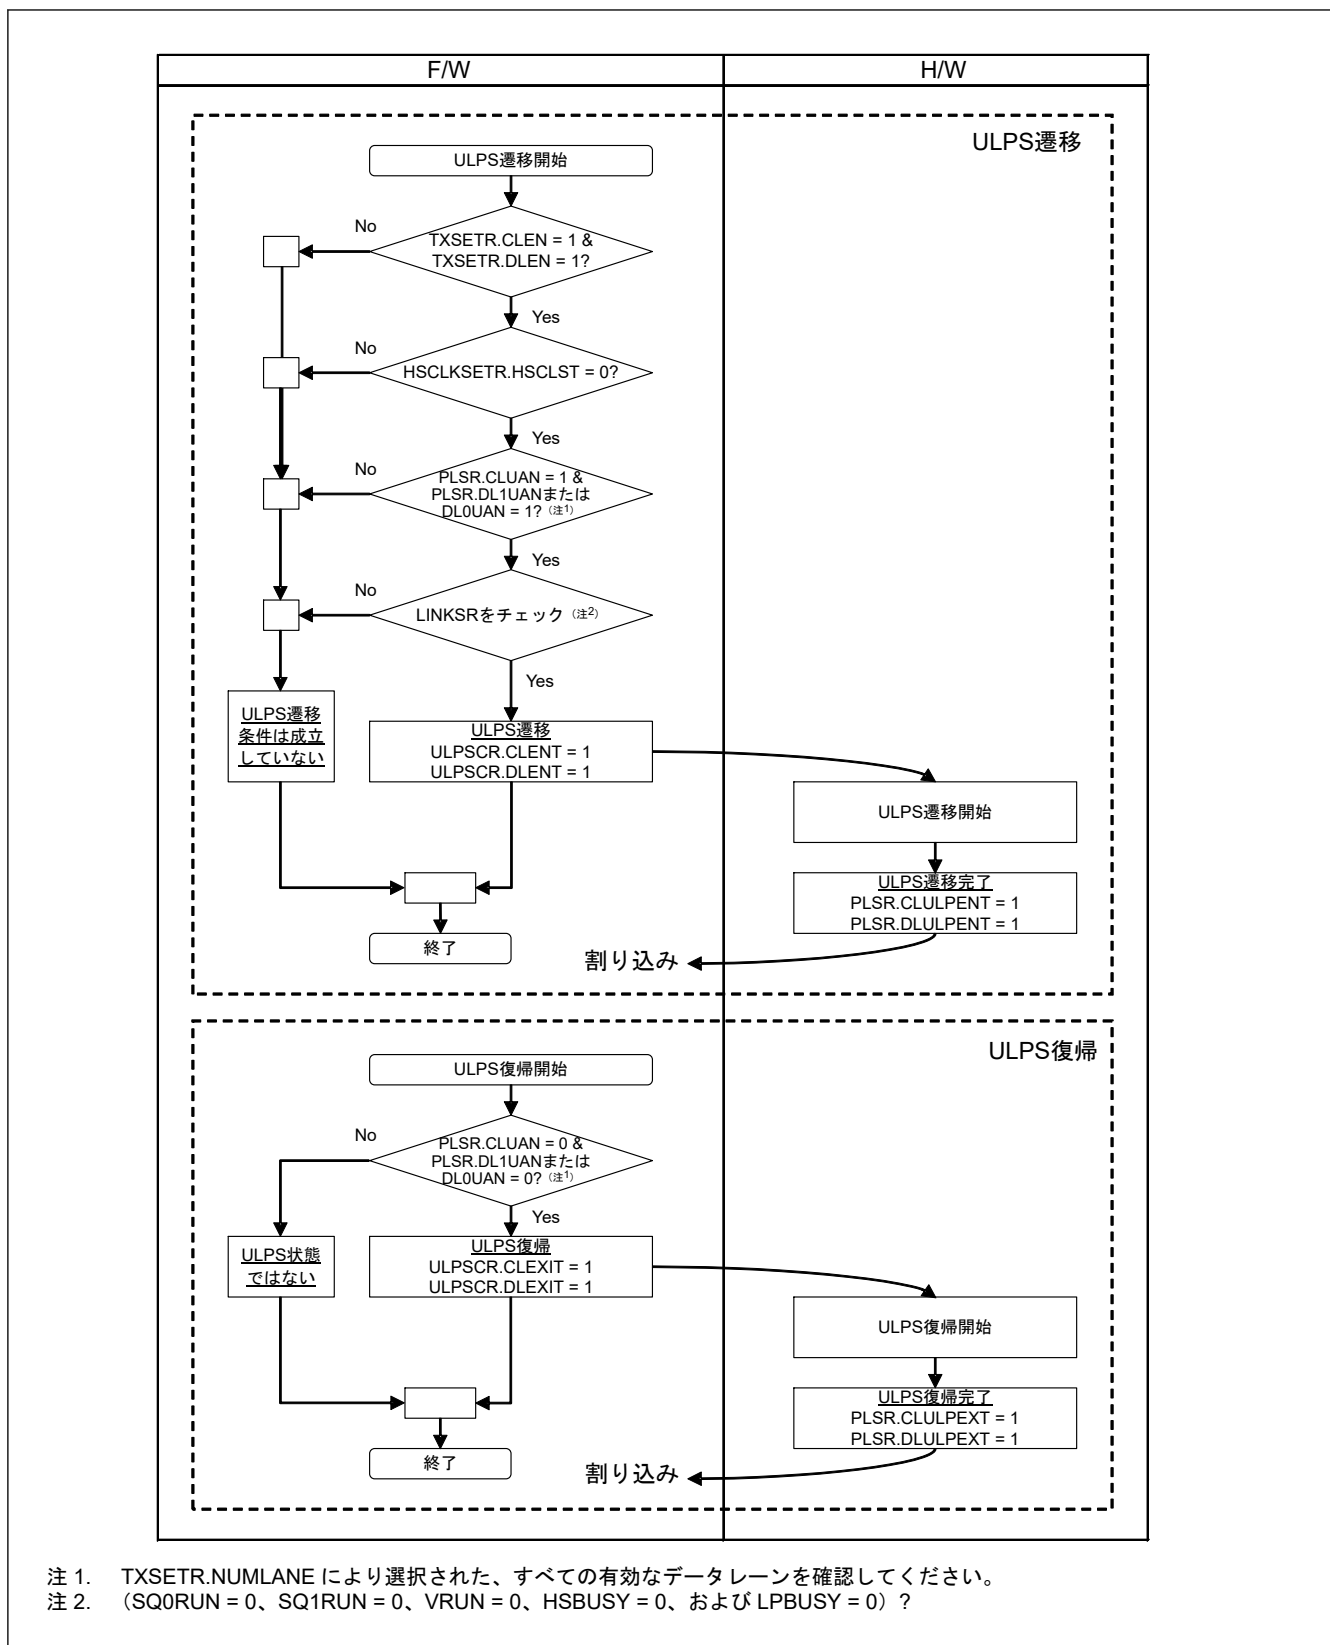 F/W
H/W
ULPS遷移
ULPS遷移開始
No
TXSETR.CLEN = 1 &
TXSETR.DLEN = 1?
Yes
No
HSCLKSETR.HSCLST = 0?
Yes
No
PLSR.CLUAN = 1 &
PLSR.DL1UANまたは
DL0UAN = 1?（注1）
Yes
No
LINKSRをチェック（注2）
Yes
ULPS遷移
条件は成立
していない
ULPS遷移
ULPSCR.CLENT = 1
ULPSCR.DLENT = 1
ULPS遷移開始
ULPS遷移完了
PLSR.CLULPENT = 1
PLSR.DLULPENT = 1
終了
割り込み
ULPS復帰
ULPS復帰開始
No
PLSR.CLUAN = 0 &
PLSR.DL1UANまたは
DL0UAN = 0?（注1）
Yes
ULPS状態
ではない
ULPS復帰
ULPSCR.CLEXIT = 1
ULPSCR.DLEXIT = 1
ULPS復帰開始
ULPS復帰完了
PLSR.CLULPEXT = 1
PLSR.DLULPEXT = 1
終了
割り込み
注 1. TXSETR.NUMLANE により選択された、すべての有効なデータレーンを確認してください。
注 2. （SQ0RUN = 0、SQ1RUN = 0、VRUN = 0、HSBUSY = 0、および LPBUSY = 0）?